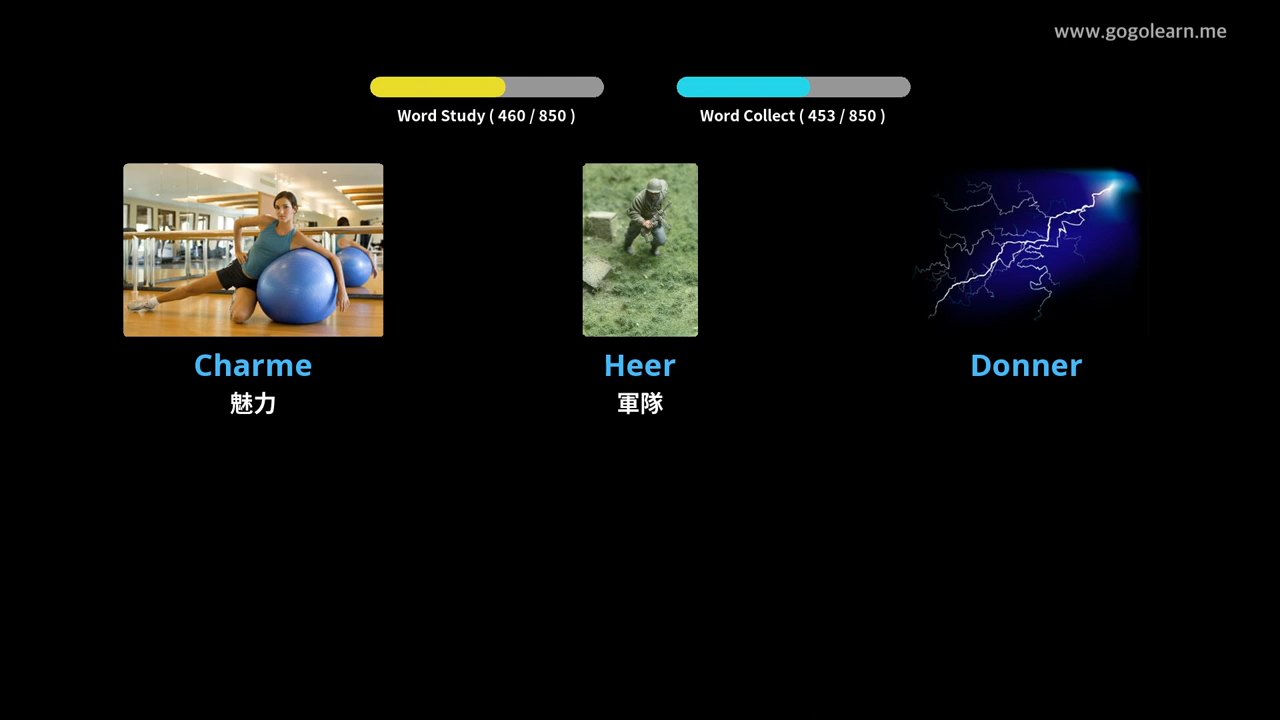 www.gogolearn.me
Word Study ( 460 / 850 )
Word Collect ( 453 / 850 )
Charme
Heer
Donner
魅力
軍隊